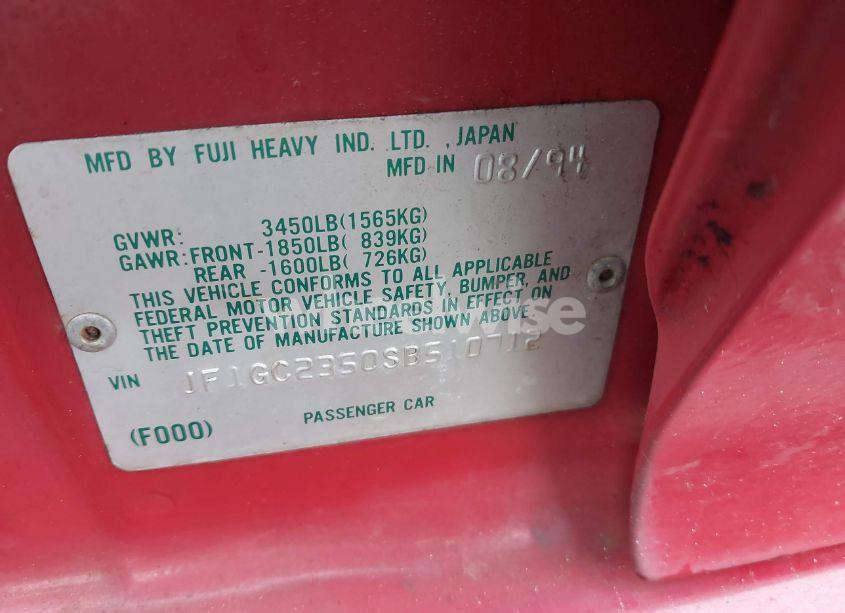 MFD BY FUJI HEAVY IND. LTD. , JAPAN
MFD IN 08/94
GVWR: 3450LB(1565KG)
GAWR:FRONT-1850LB( 839KG)
REAR -1600LB( 726KG)
THIS VEHICLE CONFORMS TO ALL APPLICABLE
FEDERAL MOTOR VEHICLE SAFETY, BUMPER, AND
THEFT PREVENTION STANDARDS IN EFFECT ON
THE DATE OF MANUFACTURE SHOWN ABOVE.
VIN JF1GC2350SB510712
PASSENGER CAR
(F000)